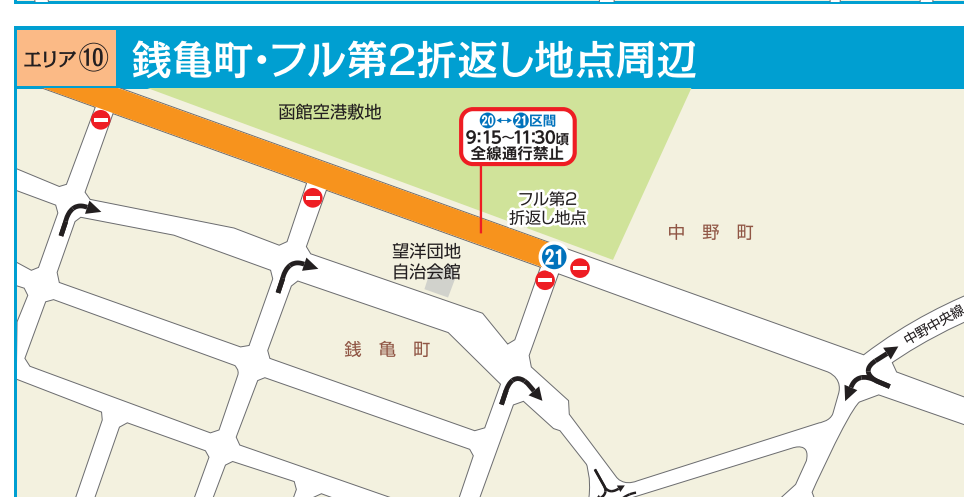 エリア⑩
銭亀町・フル第2折返し地点周辺
函館空港敷地
⑳↔㉑区間
9:15~11:30頃
全線通行禁止
フル第2
折返し地点
中野町
望洋団地
自治会館
21
中野中央線
銭亀町